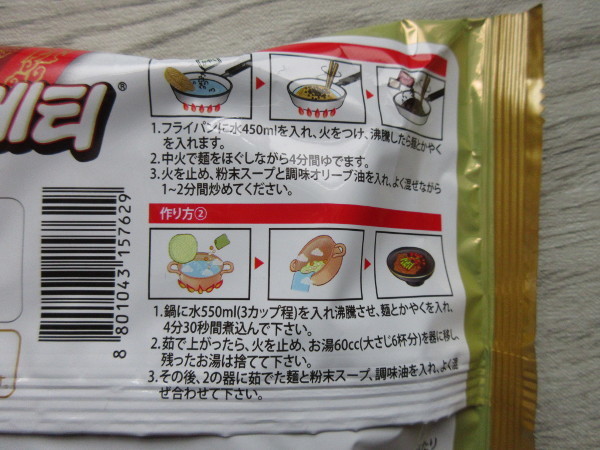 게티®
1.フライパンに水450mlを入れ、火をつけ、沸騰したら麺とかやく
を入れます。
2.中火で麺をほぐしながら4分間ゆでます。
3.火を止め、粉末スープと調味オリーブ油を入れ、よく混ぜながら
1~2分間炒めてください。
作り方②
1.鍋に水550ml(3カップ程)を入れ沸騰させ、麺とかやくを入れ、
4分30秒間煮込んで下さい。
2.茹で上がったら、火を止め、お湯60cc(大さじ6杯分)を器に移し、
残ったお湯は捨てて下さい。
3.その後、2の器に茹でた麺と粉末スープ、調味油を入れ、よく混
ぜ合わせて下さい。
8 801043 157629